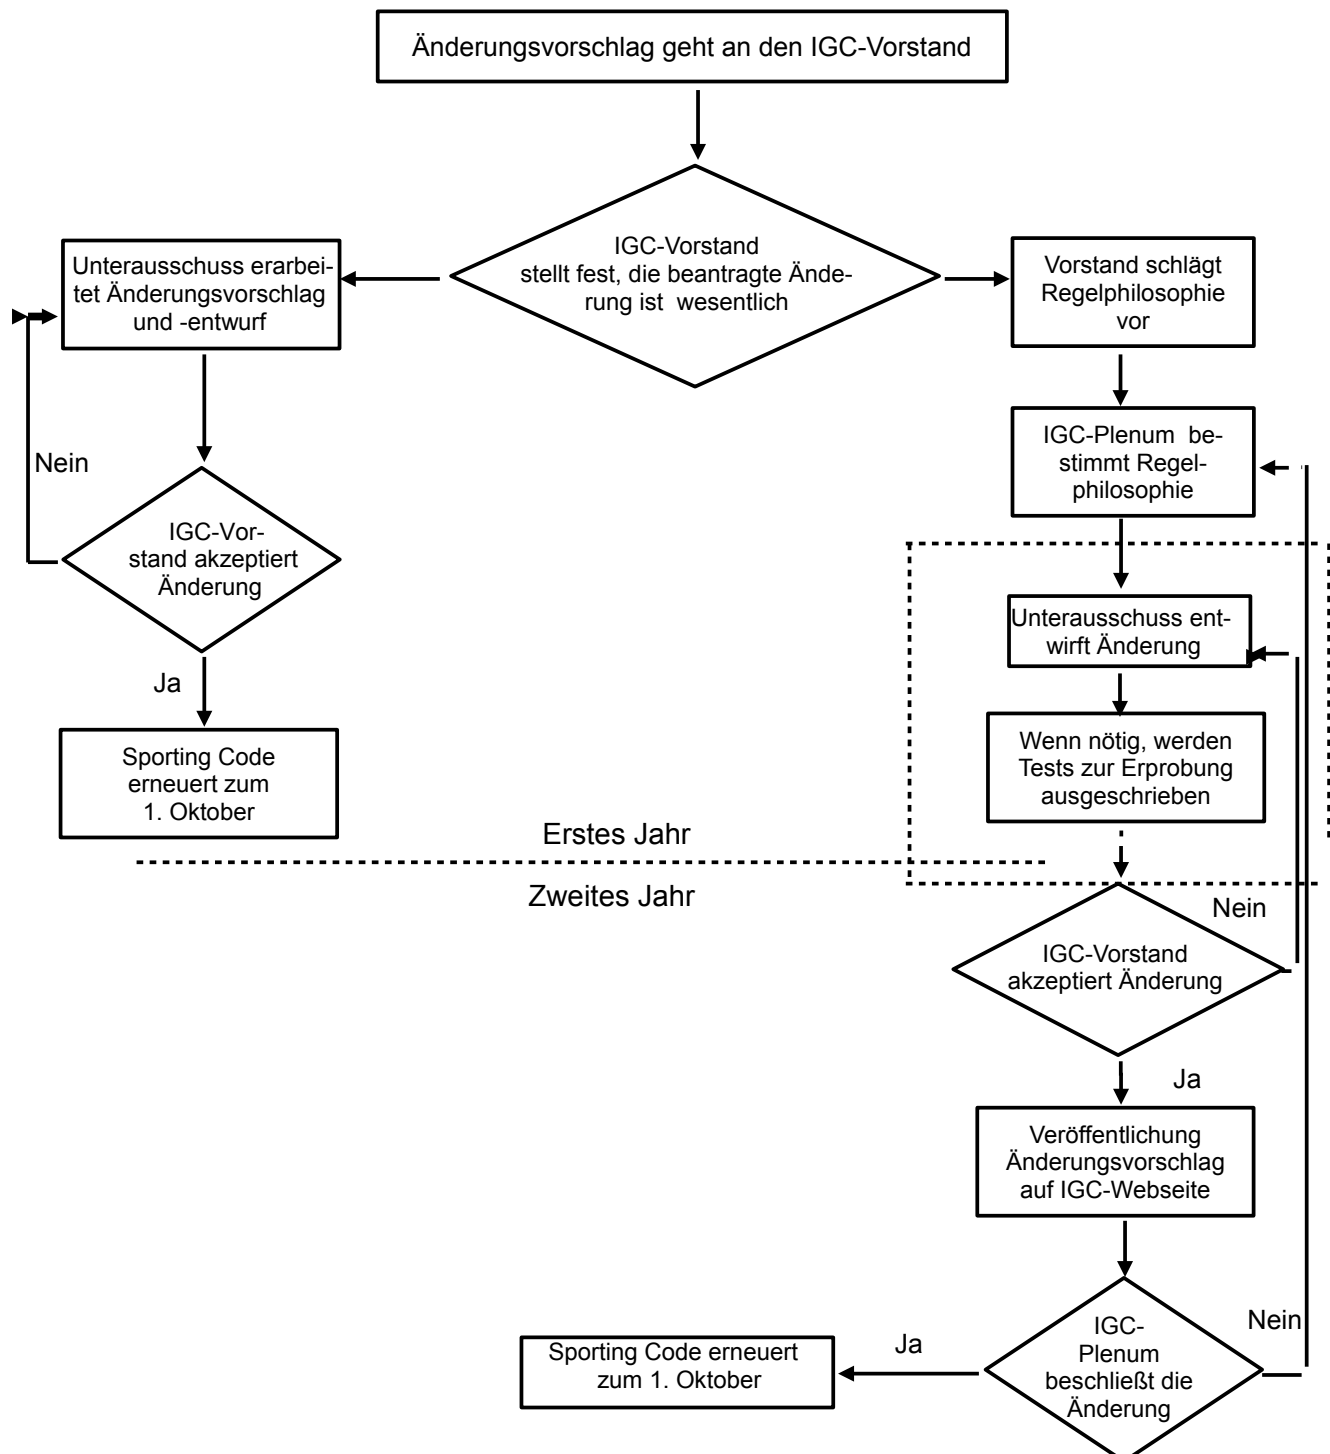 Änderungsvorschlag geht an den IGC-Vorstand
IGC-Vorstand
stellt fest, die beantragte Ände-
rung ist wesentlich
Unterausschuss erarbei-
tet Änderungsvorschlag
und -entwurf
Vorstand schlägt
Regelphilosophie
vor
IGC-Plenum be-
stimmt Regel-
philosophie
Nein
IGC-Vor-
stand akzeptiert
Änderung
Unterausschuss ent-
wirft Änderung
Ja
Sporting Code
erneuert zum
1. Oktober
Wenn nötig, werden
Tests zur Erprobung
ausgeschrieben
Erstes Jahr
Zweites Jahr
Nein
IGC-Vorstand
akzeptiert Änderung
Ja
Veröffentlichung
Änderungsvorschlag
auf IGC-Webseite
IGC-
Plenum
beschließt die
Änderung
Nein
Ja
Sporting Code erneuert
zum 1. Oktober